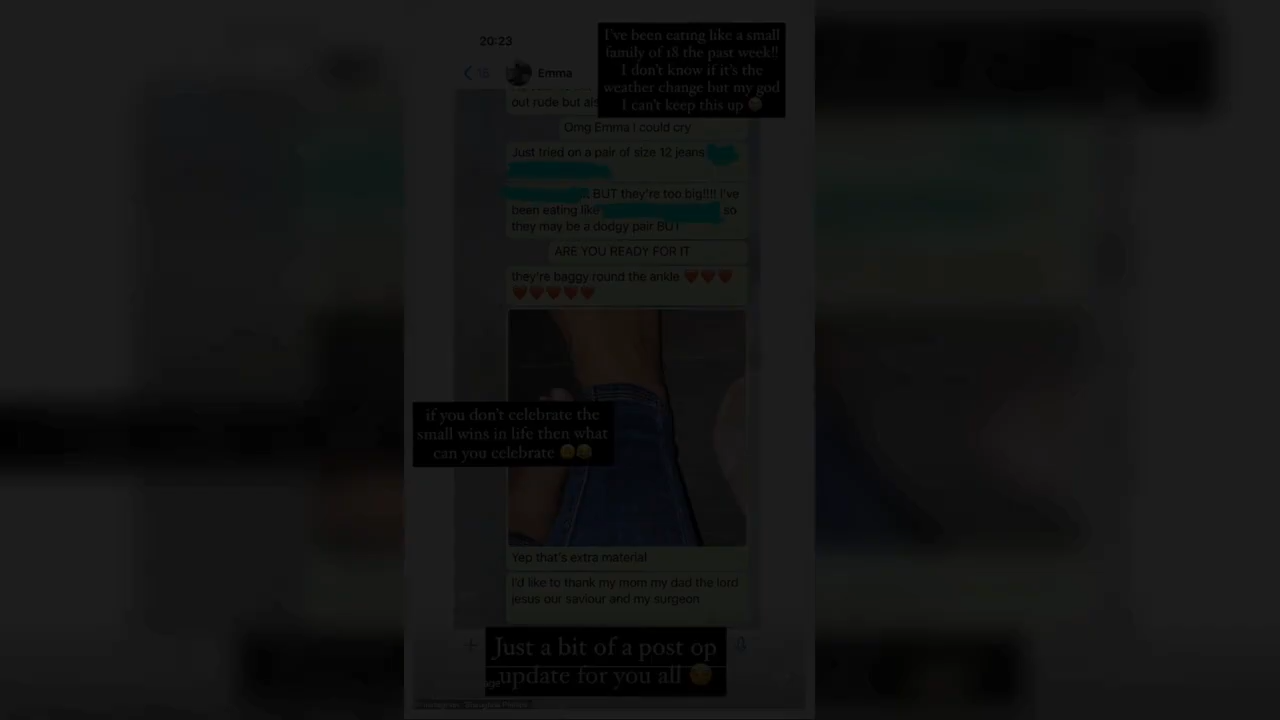 20:23
I've been eating like a small
family of 18 the past week!!
I don't know if it's the
weather change but my god
I can't keep this up
18
Emma
out rude but als
Omg Emma I could cry
Just tried on a pair of size 12 jeans
BUT they're too big!!!! I've
been eating like so
they may be a dodgy pair BUT
ARE YOU READY FOR IT
they're baggy round the ankle ❤️❤️❤️
❤️❤️❤️❤️❤️
if you don't celebrate the
small wins in life then what
can you celebrate
Yep that's extra material
I'd like to thank my mom my dad the lord
jesus our saviour and my surgeon
Just a bit of a post op
update for you all